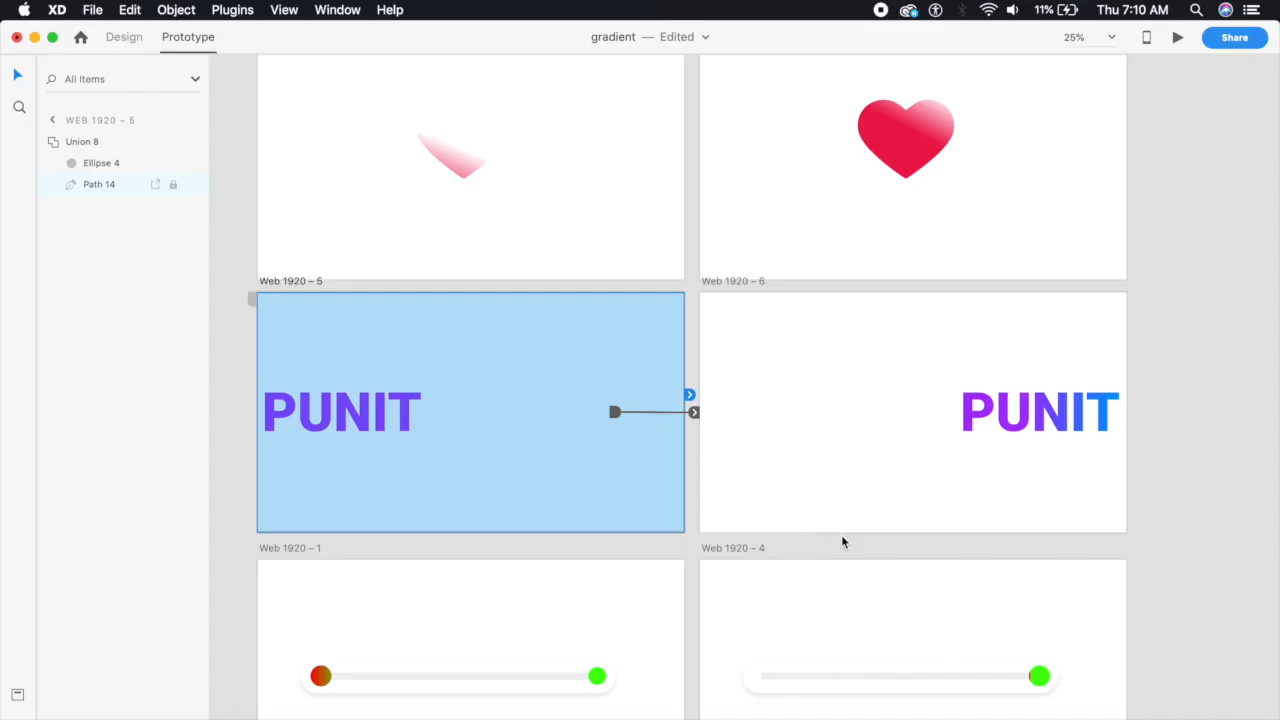 XD File Edit Object Plugins View Window Help 11% Thu 7:10 AM
Design Prototype gradient — Edited 25% Share
All Items
WEB 1920 – 5
Union 8
Ellipse 4
Path 14
Web 1920 – 5 Web 1920 – 6
PUNIT PUNIT
Web 1920 – 1 Web 1920 – 4